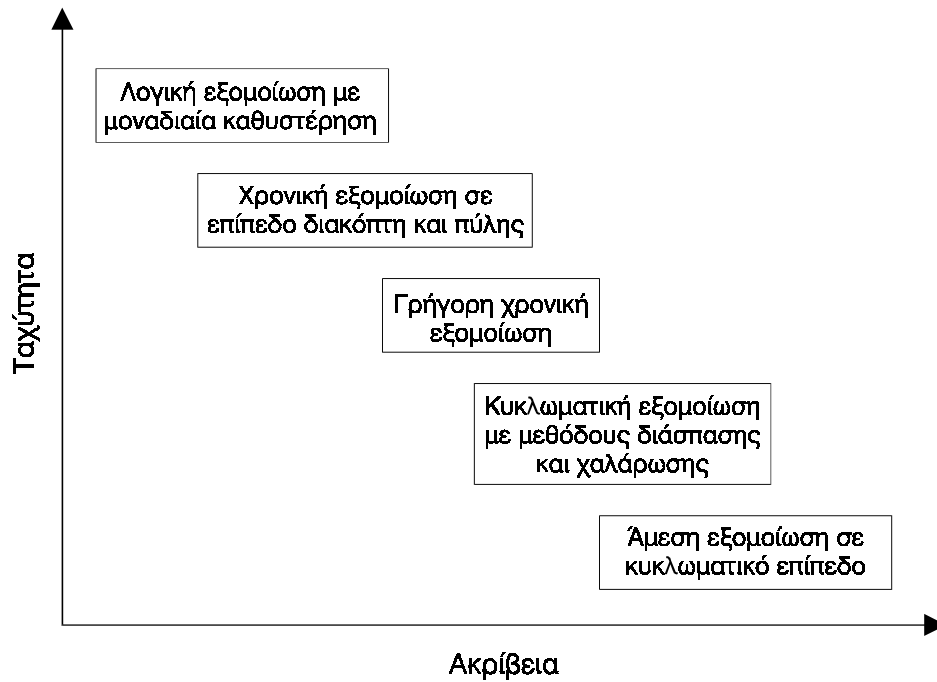 Λογική εξομοίωση με
μοναδιαία καθυστέρηση
Χρονική εξομοίωση σε
επίπεδο διακόπτη και πύλης
Γρήγορη χρονική
εξομοίωση
Κυκλωματική εξομοίωση
με μεθόδους διάσπασης
και χαλάρωσης
Άμεση εξομοίωση σε
κυκλωματικό επίπεδο
Ταχύτητα
Ακρίβεια